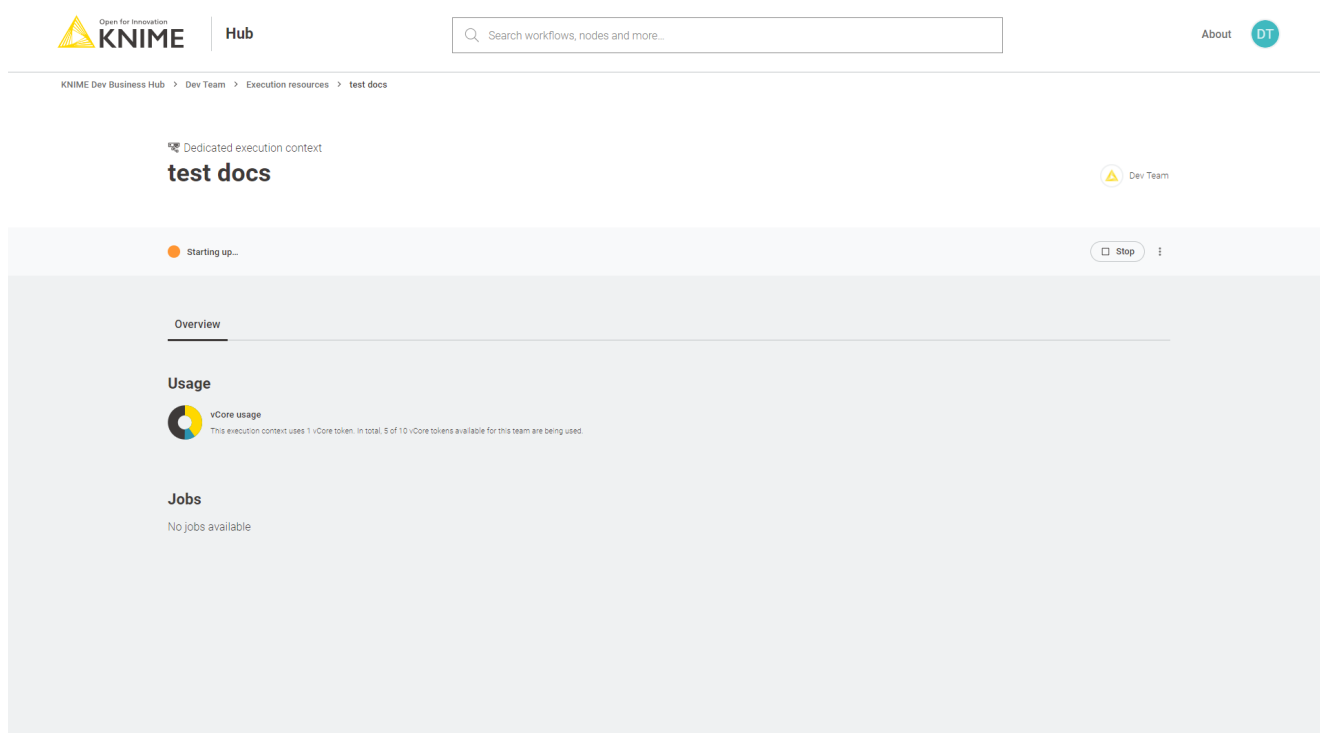 Open for Innovation
KNIME
Hub
Search workflows, nodes and more...
About
DT
KNIME Dev Business Hub > Dev Team > Execution resources > test docs
Dedicated execution context
test docs
Dev Team
Starting up...
Stop
Overview
Usage
vCore usage
This execution context uses 1 vCore token. In total, 5 of 10 vCore tokens available for this team are being used.
Jobs
No jobs available